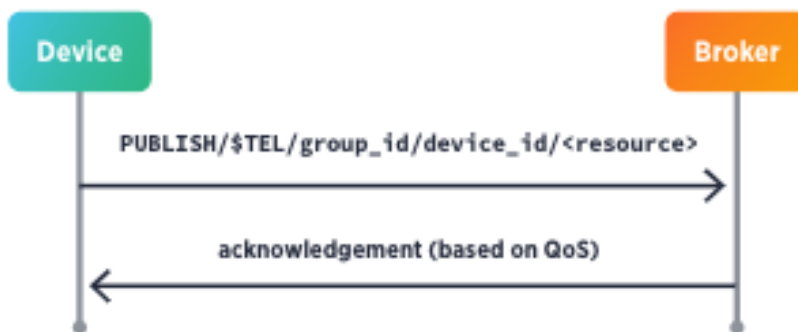 Device
Broker
PUBLISH/$TEL/group_id/device_id/<resource>
acknowledgement (based on QoS)